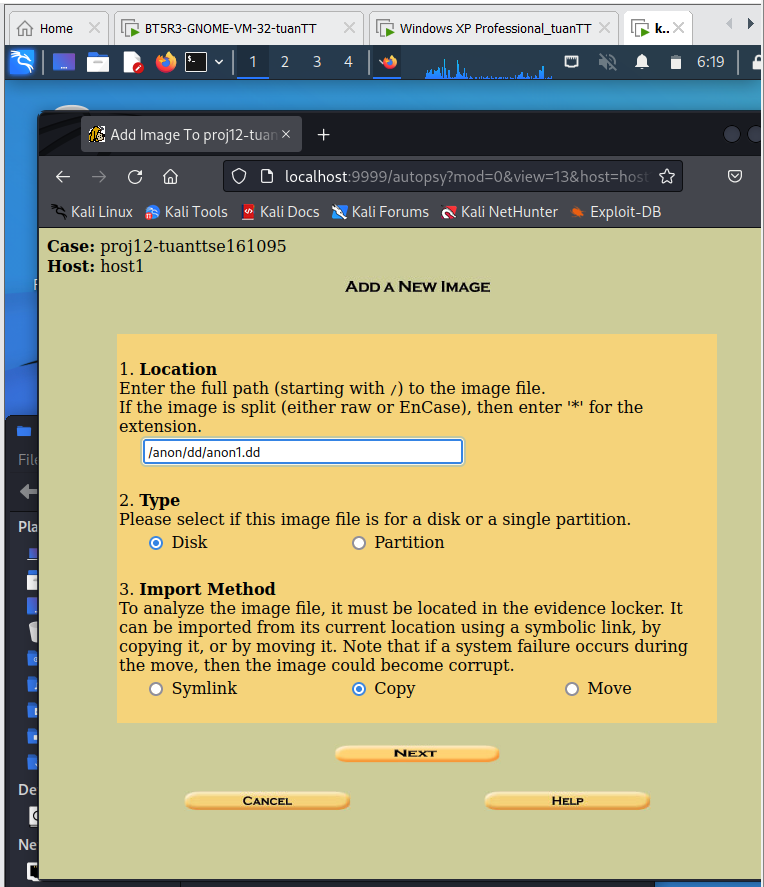 Home
BT5R3-GNOME-VM-32-tuanTT
Windows XP Professional_tuanTT
k..
1 2 3 4
6:19
Add Image To proj12-tuan
localhost:9999/autopsy?mod=0&view=13&host=host
Kali Linux Kali Tools Kali Docs Kali Forums Kali NetHunter Exploit-DB
Case: proj12-tuanttse161095
Host: host1
ADD A NEW IMAGE
1. Location
Enter the full path (starting with /) to the image file.
If the image is split (either raw or EnCase), then enter '*' for the
extension.
/anon/dd/anon1.dd
2. Type
Please select if this image file is for a disk or a single partition.
Disk Partition
3. Import Method
To analyze the image file, it must be located in the evidence locker. It
can be imported from its current location using a symbolic link, by
copying it, or by moving it. Note that if a system failure occurs during
the move, then the image could become corrupt.
Symlink Copy Move
NEXT
CANCEL HELP
File
Pla
De
Ne